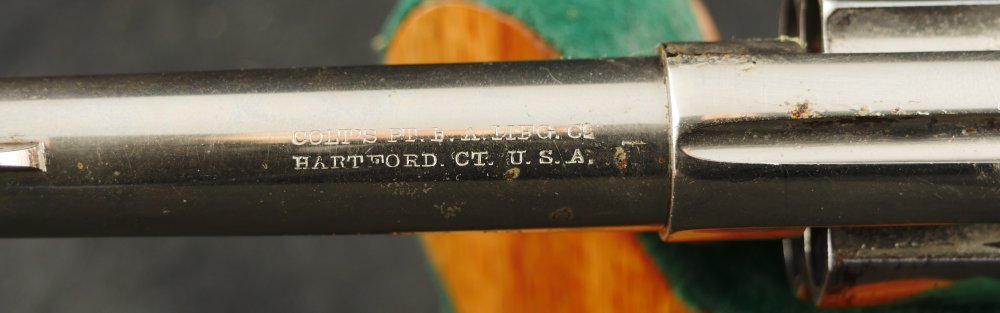 COLT'S PT. F. A. MFG. Co
HARTFORD. CT. U. S. A.